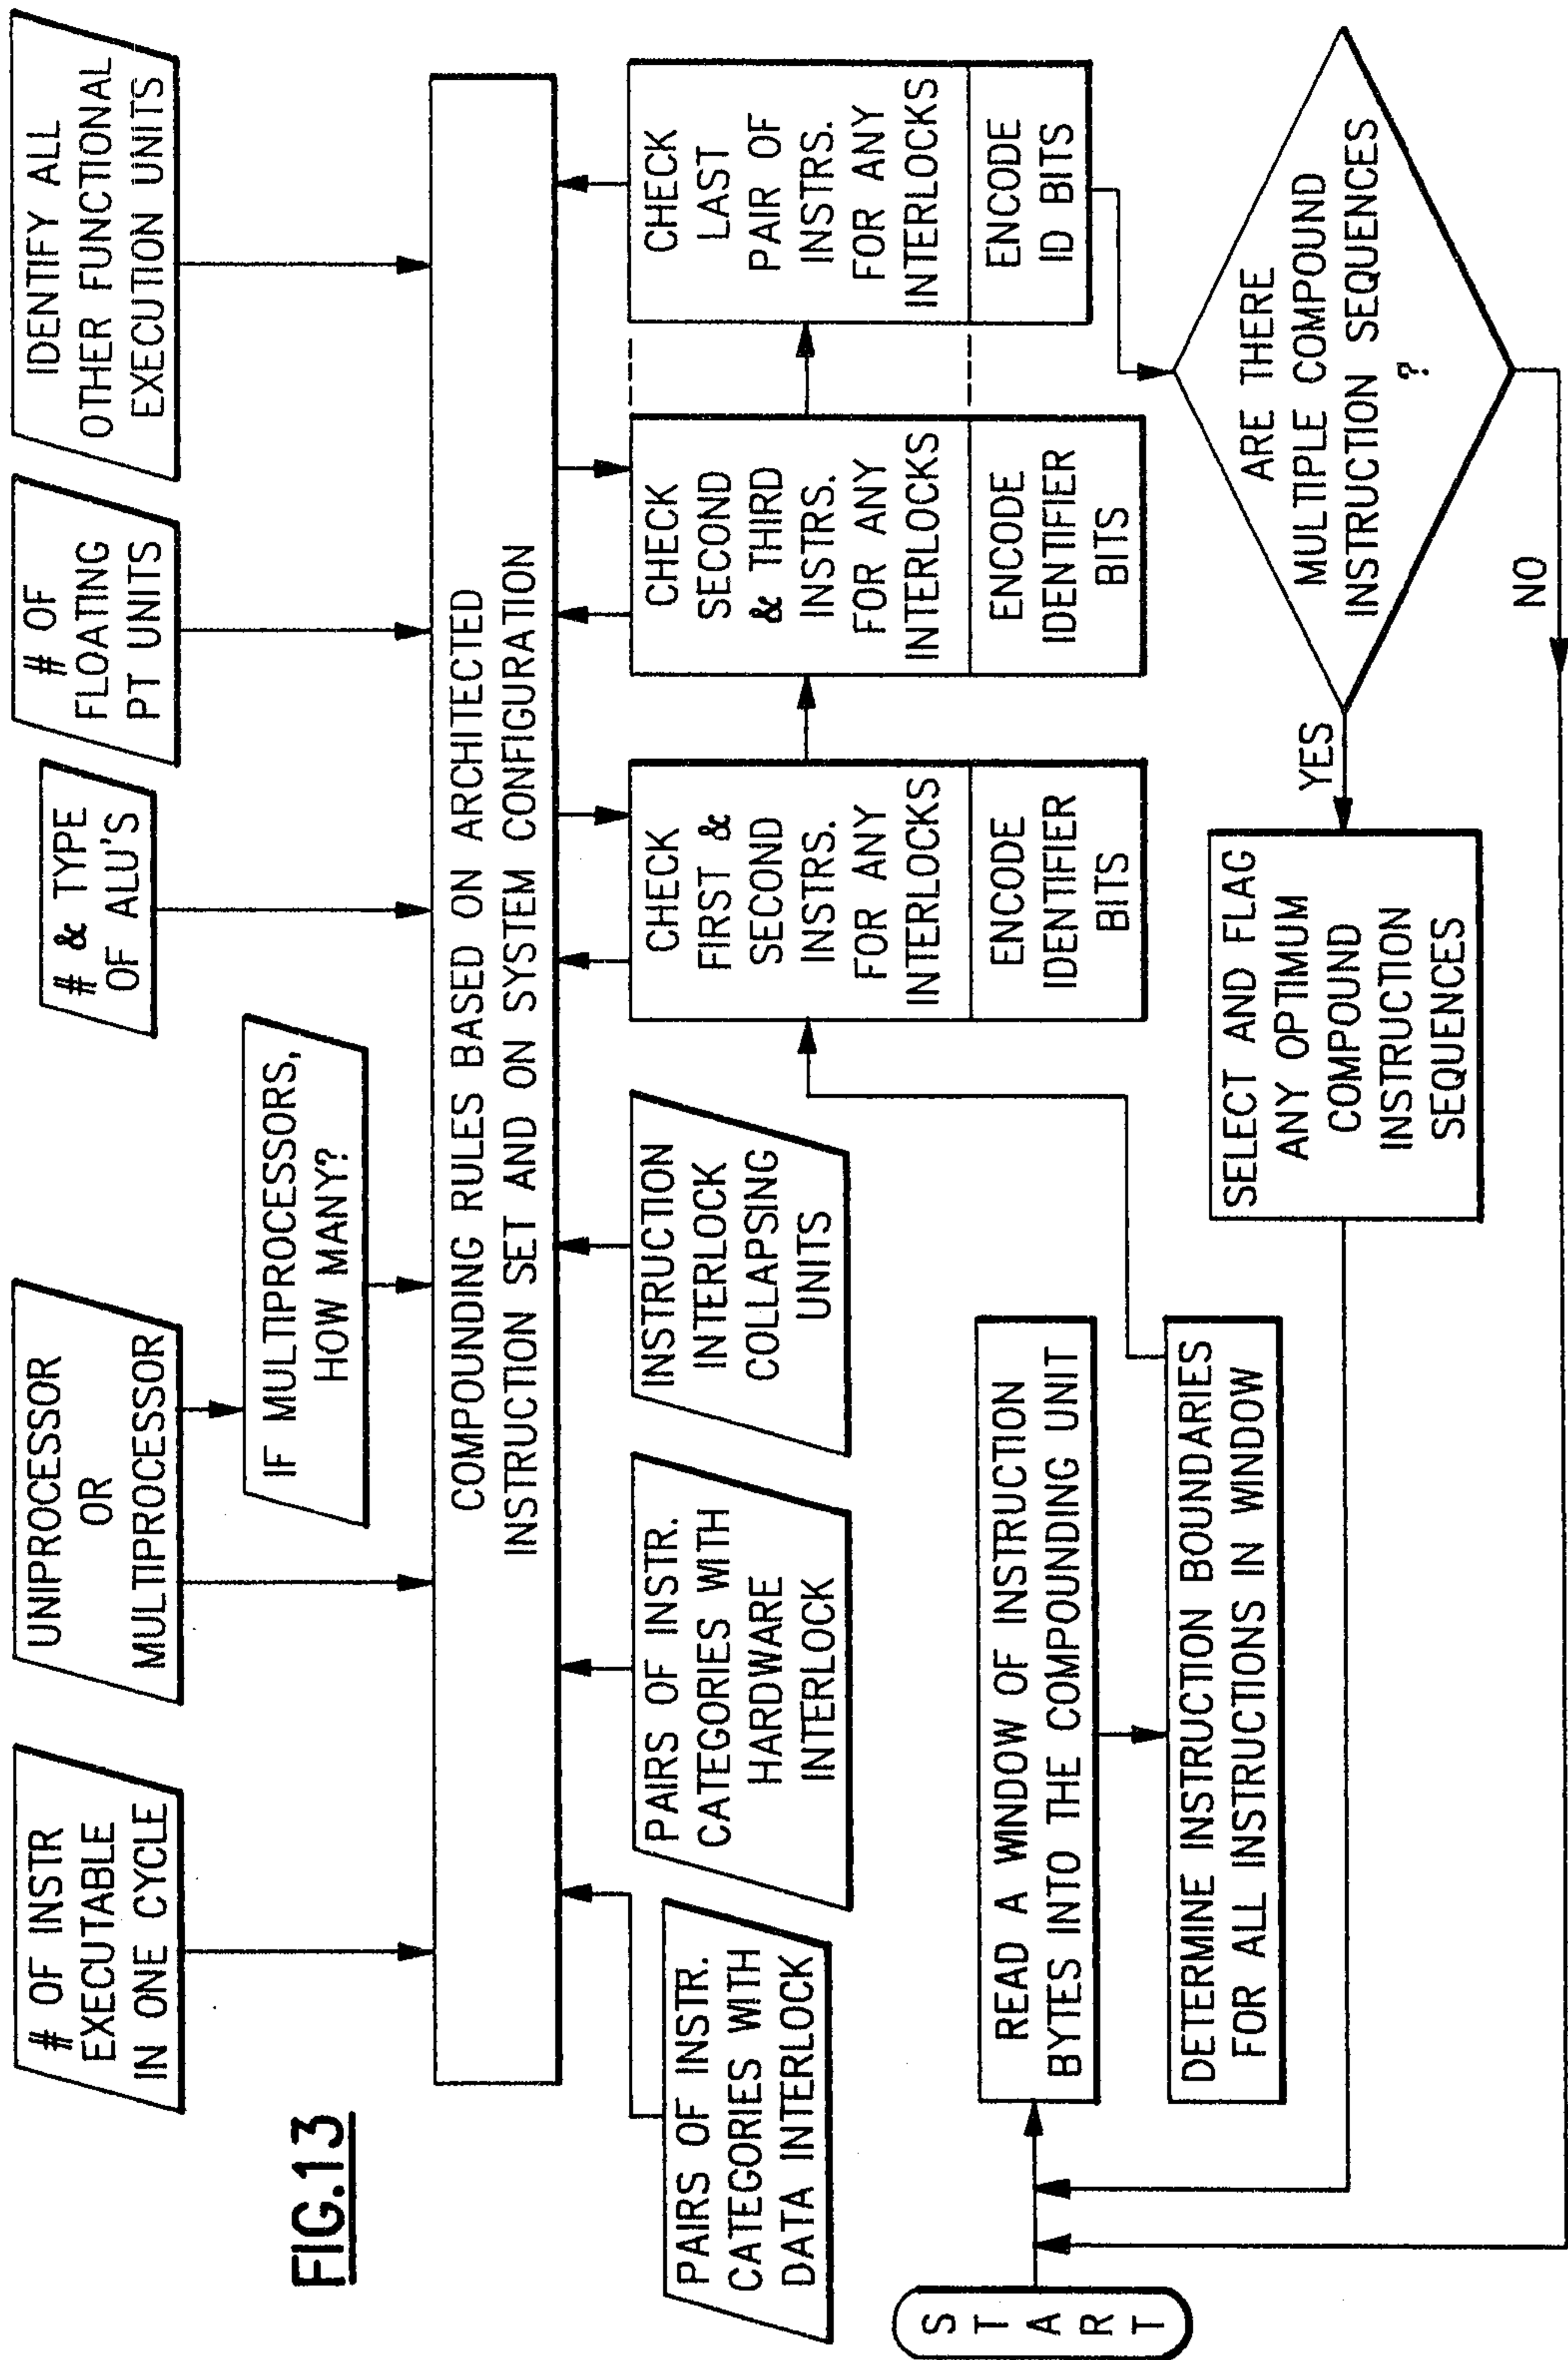 FIG.13
# OF INSTR
EXECUTABLE
IN ONE CYCLE
UNIPROCESSOR
OR
MULTIPROCESSOR
IF MULTIPROCESSORS,
HOW MANY?
# & TYPE
OF ALU'S
# OF
FLOATING
PT UNITS
IDENTIFY ALL
OTHER FUNCTIONAL
EXECUTION UNITS
COMPOUNDING RULES BASED ON ARCHITECTED
INSTRUCTION SET AND ON SYSTEM CONFIGURATION
PAIRS OF INSTR.
CATEGORIES WITH
DATA INTERLOCK
PAIRS OF INSTR.
CATEGORIES WITH
HARDWARE
INTERLOCK
INSTRUCTION
INTERLOCK
COLLAPSING
UNITS
CHECK
FIRST &
SECOND
INSTRS.
FOR ANY
INTERLOCKS
ENCODE
IDENTIFIER
BITS
CHECK
SECOND
& THIRD
INSTRS.
FOR ANY
INTERLOCKS
ENCODE
IDENTIFIER
BITS
CHECK
LAST
PAIR OF
INSTRS.
FOR ANY
INTERLOCKS
ENCODE
ID BITS
START
READ A WINDOW OF INSTRUCTION
BYTES INTO THE COMPOUNDING UNIT
DETERMINE INSTRUCTION BOUNDARIES
FOR ALL INSTRUCTIONS IN WINDOW
SELECT AND FLAG
ANY OPTIMUM
COMPOUND
INSTRUCTION
SEQUENCES
YES
ARE THERE
MULTIPLE COMPOUND
INSTRUCTION SEQUENCES
?
NO